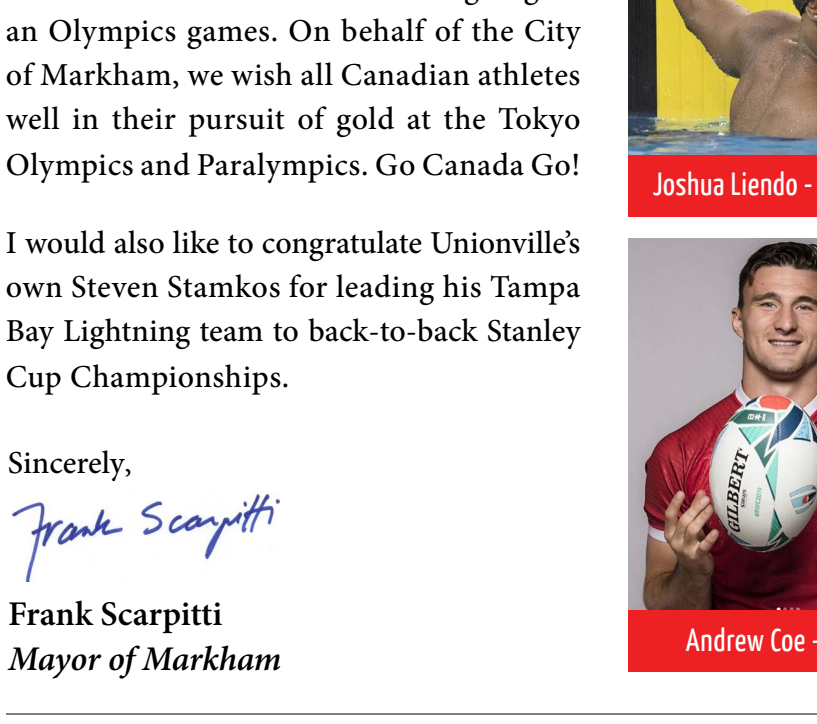 an Olympics games. On behalf of the City
of Markham, we wish all Canadian athletes
well in their pursuit of gold at the Tokyo
Olympics and Paralympics. Go Canada Go!
I would also like to congratulate Unionville’s
own Steven Stamkos for leading his Tampa
Bay Lightning team to back-to-back Stanley
Cup Championships.
Sincerely,
Frank Scarpitti
Frank Scarpitti
Mayor of Markham
Joshua Liendo -
GILBERT
#RWC2019
Andrew Coe -